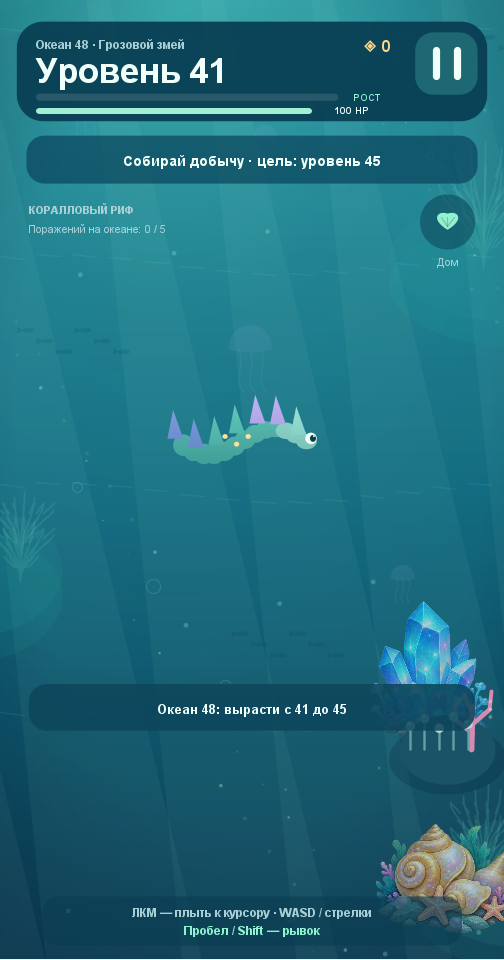 Океан 48 · Грозовой змей
◈ 0
Уровень 41
РОСТ
100 HP
Собирай добычу · цель: уровень 45
КОРАЛЛОВЫЙ РИФ
Поражений на океане: 0 / 5
Дом
Океан 48: вырасти с 41 до 45
ЛКМ — плыть к курсору · WASD / стрелки
Пробел / Shift — рывок